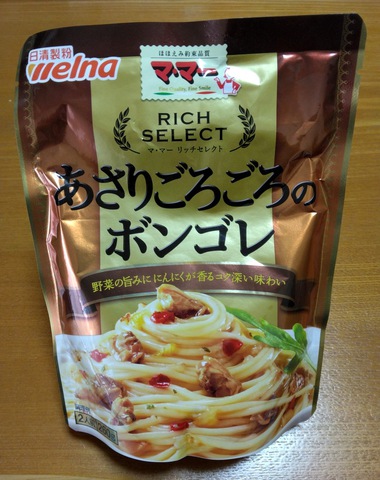 日清製粉
Welna
ほほえみ約束品質
マ・マー
RICH
SELECT
マ・マー リッチセレクト
あさりごろごろの
ボンゴレ
野菜の旨みに にんにくが香るコク深い味わい